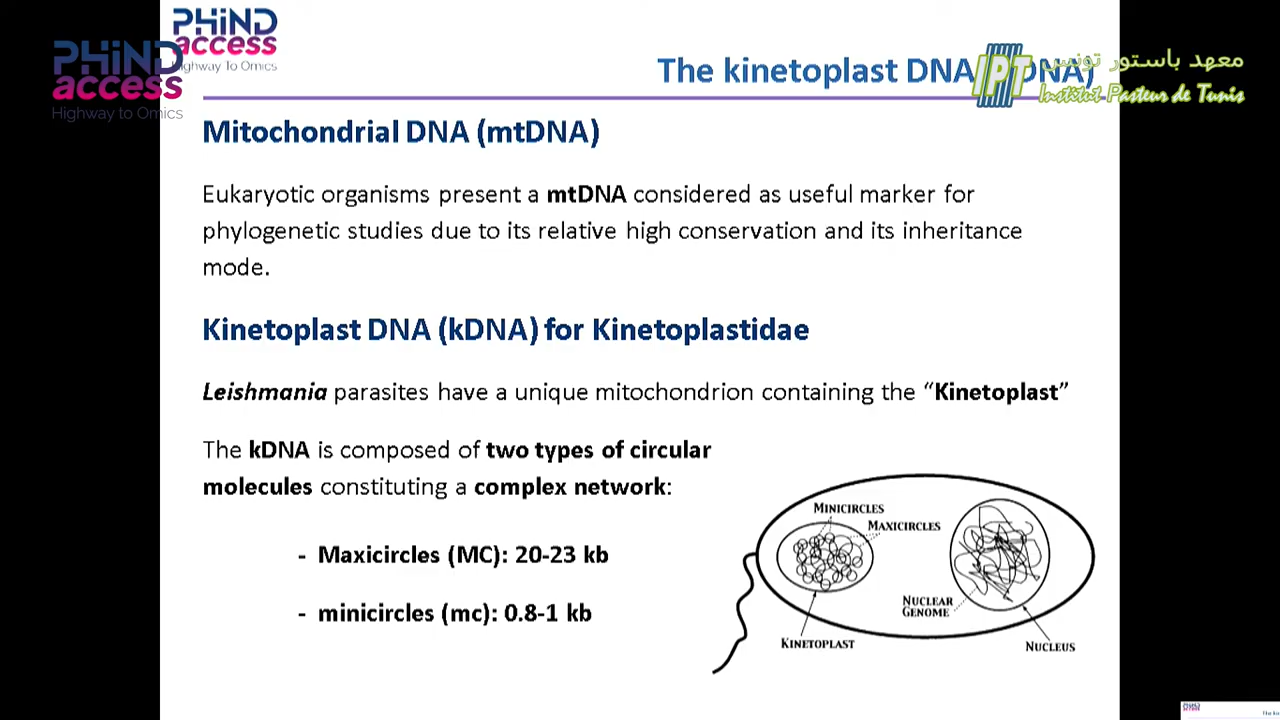 PHIND
access
Highway To Omics
PHIND
access
Highway to Omics
The kinetoplast DNA
IPT
معهد باستور تونس
Institut Pasteur de Tunis
Mitochondrial DNA (mtDNA)
Eukaryotic organisms present a mtDNA considered as useful marker for
phylogenetic studies due to its relative high conservation and its inheritance
mode.
Kinetoplast DNA (kDNA) for Kinetoplastidae
Leishmania parasites have a unique mitochondrion containing the “Kinetoplast”
The kDNA is composed of two types of circular
molecules constituting a complex network:
- Maxicircles (MC): 20-23 kb
- minicircles (mc): 0.8-1 kb
MINICIRCLES
MAXICIRCLES
NUCLEAR
GENOME
KINETOPLAST
NUCLEUS
PHIND